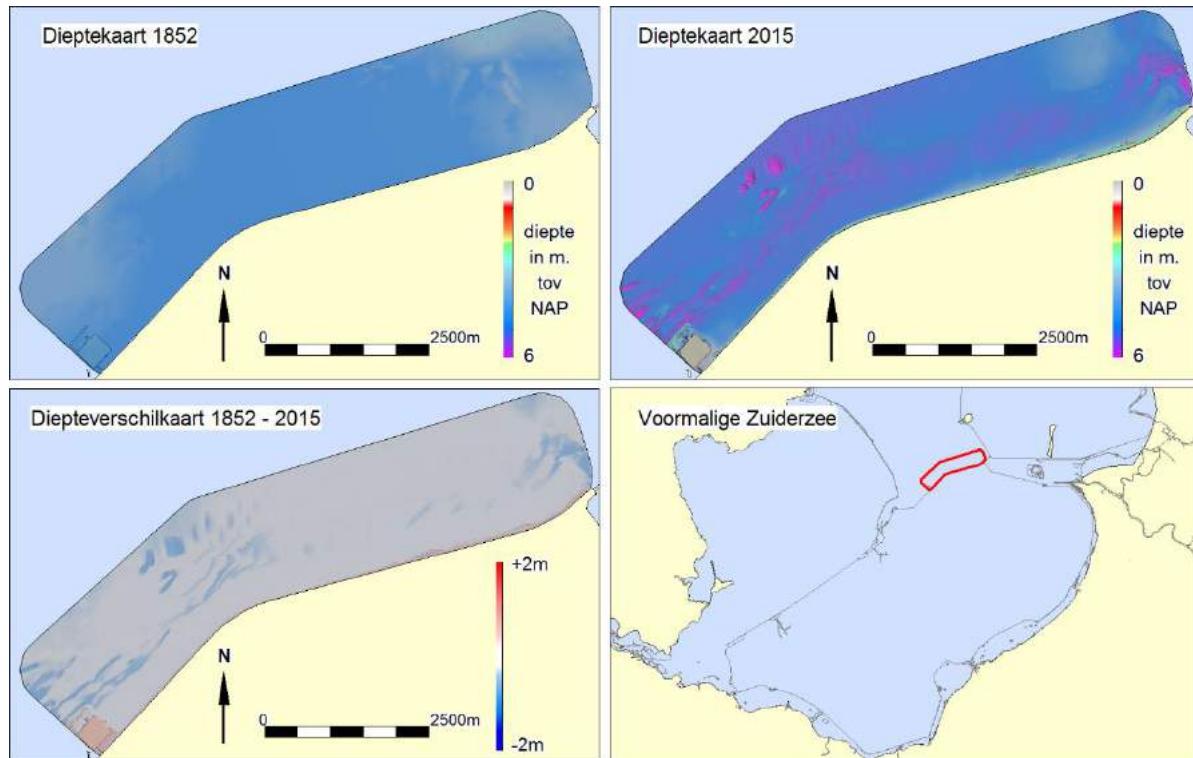 Dieptekaart 1852
0
diepte
in m.
tov
NAP
6
N
0
2500m
Dieptekaart 2015
0
diepte
in m.
tov
NAP
6
N
0
2500m
Diepteverschilkaart 1852 - 2015
+2m
-2m
N
0
2500m
Voormalige Zuiderzee